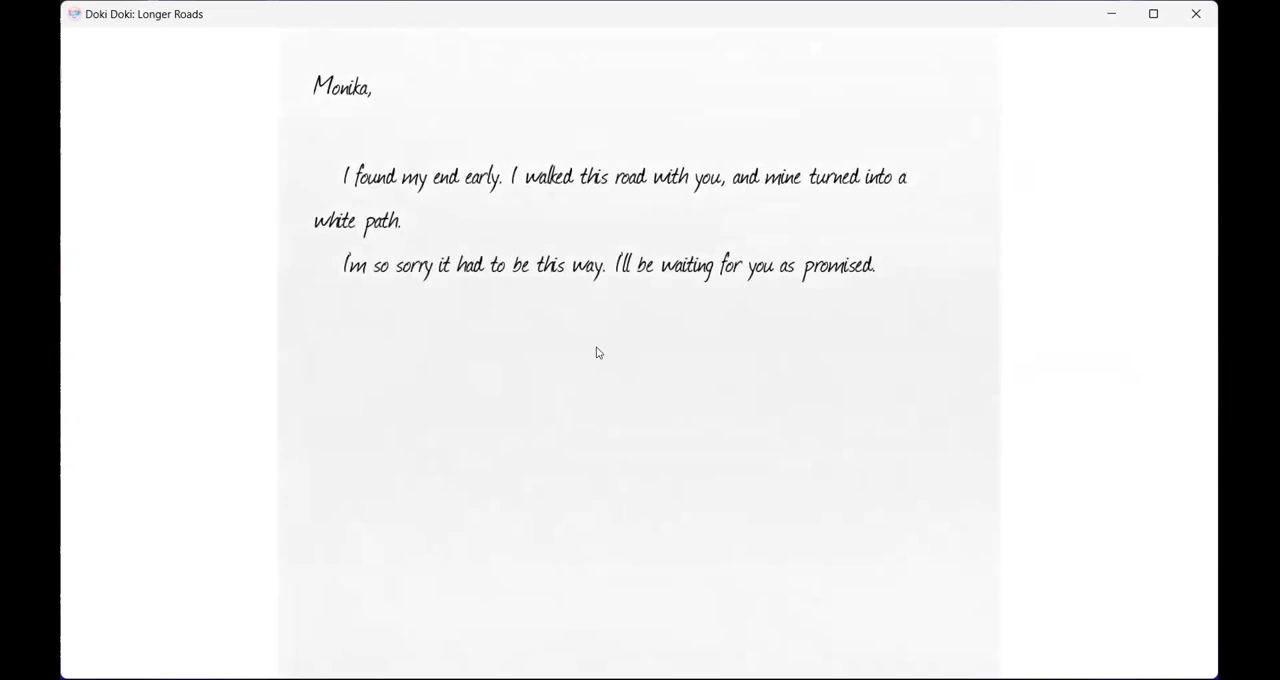 Doki Doki: Longer Roads
Monika,
I found my end early. I walked this road with you, and mine turned into a
white path.
I'm so sorry it had to be this way. I'll be waiting for you as promised.